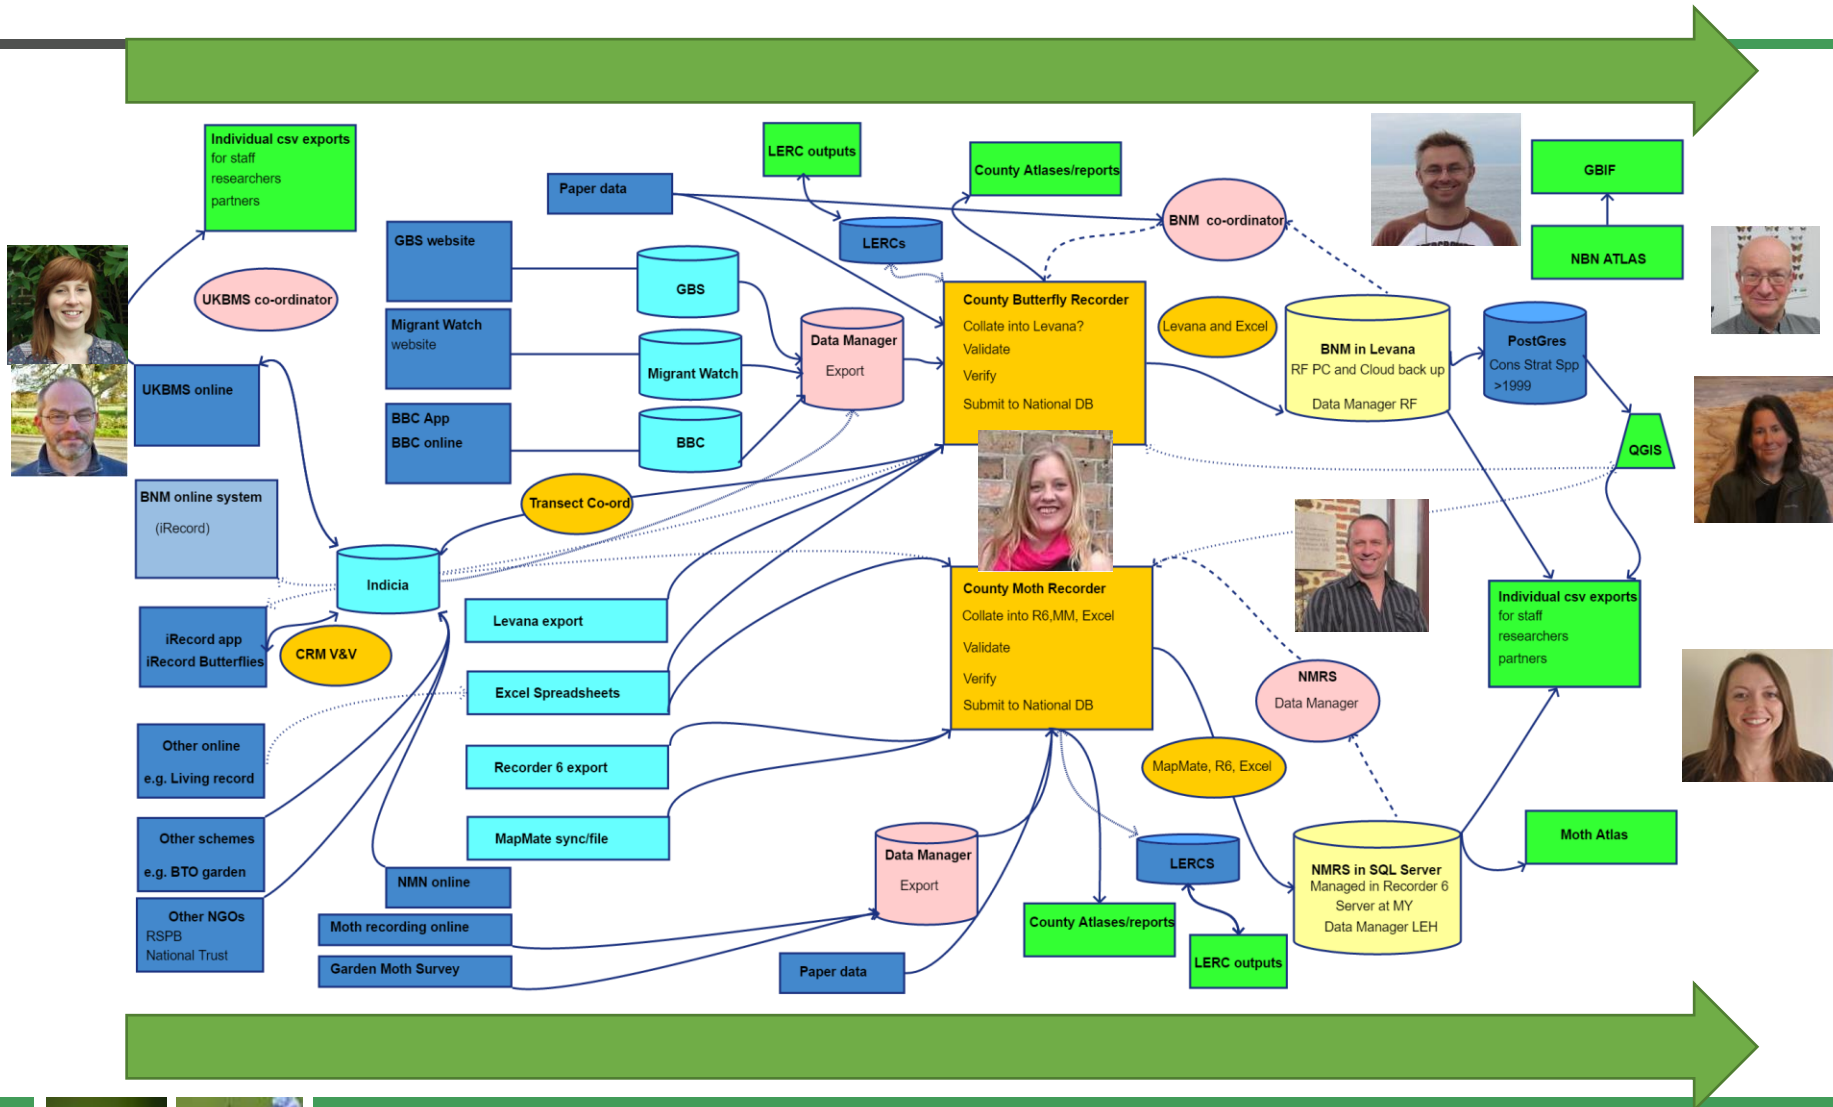 Individual csv exports
for staff
researchers
partners
UKBMS co-ordinator
UKBMS online
BNM online system
(iRecord)
iRecord app
iRecord Butterflies
Other online
e.g. Living record
Other schemes
e.g. BTO garden
Other NGOs
RSPB
National Trust
Indicia
CRM V&V
GBS website
Migrant Watch
website
BBC App
BBC online
Paper data
GBS
Migrant Watch
BBC
Transect Co-ord
Levana export
Excel Spreadsheets
Recorder 6 export
MapMate sync/file
NMN online
Moth recording online
Garden Moth Survey
LERC outputs
LERCs
Data Manager
Export
County Atlases/reports
County Butterfly Recorder
Collate into Levana?
Validate
Verify
Submit to National DB
County Moth Recorder
Collate into R6,MM, Excel
Validate
Verify
Submit to National DB
Data Manager
Export
Paper data
County Atlases/reports
LERCS
LERC outputs
BNM co-ordinator
Levana and Excel
BNM in Levana
RF PC and Cloud back up
Data Manager RF
PostGres
Cons Strat Spp
>1999
GBIF
NBN ATLAS
QGIS
Individual csv exports
for staff
researchers
partners
NMRS
Data Manager
MapMate, R6, Excel
NMRS in SQL Server
Managed in Recorder 6
Server at MY
Data Manager LEH
Moth Atlas